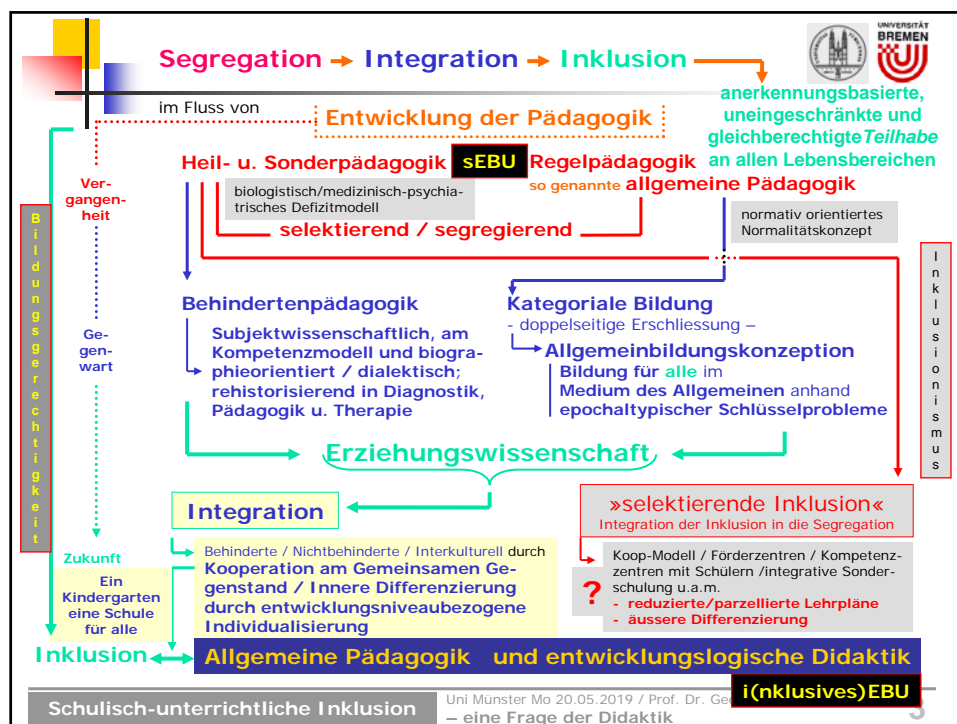 Segregation → Integration → Inklusion
UNIVERSITÄT
BREMEN
anerkennungsbasierte,
uneingeschränkte und
gleichberechtigte Teilhabe
an allen Lebensbereichen
im Fluss von
Entwicklung der Pädagogik
Heil- u. Sonderpädagogik sEBU Regelpädagogik
so genannte allgemeine Pädagogik
biologistisch/medizinisch-psychia-
trisches Defizitmodell
normativ orientiertes
Normalitätskonzept
selektierend / segregierend
Ver-
gangen-
heit
Bildungsgerechtigkeit
Inklusionismus
Behindertenpädagogik
Subjektwissenschaftlich, am
Kompetenzmodell und biogra-
phieorientiert / dialektisch;
rehistorisierend in Diagnostik,
Pädagogik u. Therapie
Kategoriale Bildung
- doppelseitige Erschliessung –
Allgemeinbildungskonzeption
Bildung für alle im
Medium des Allgemeinen anhand
epochaltypischer Schlüsselprobleme
Ge-
gen-
wart
Erziehungswissenschaft
Integration
»selektierende Inklusion«
Integration der Inklusion in die Segregation
Zukunft
Ein
Kindergarten
eine Schule
für alle
Behinderte / Nichtbehinderte / Interkulturell durch
Kooperation am Gemeinsamen Ge-
genstand / Innere Differenzierung
durch entwicklungsniveaubezogene
Individualisierung
?
Koop-Modell / Förderzentren / Kompetenz-
zentren mit Schülern /integrative Sonder-
schulung u.a.m.
- reduzierte/parzellierte Lehrpläne
- äussere Differenzierung
Inklusion
Allgemeine Pädagogik und entwicklungslogische Didaktik
i(nklusives)EBU
Schulisch-unterrichtliche Inklusion
Uni Münster Mo 20.05.2019 / Prof. Dr.
– eine Frage der Didaktik